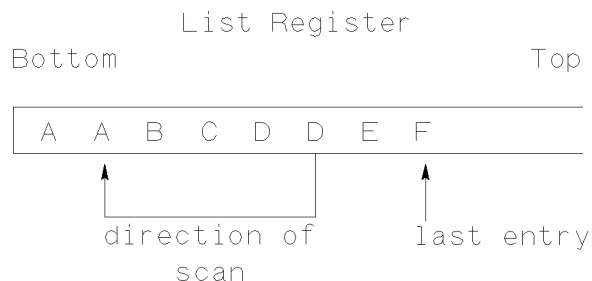 List Register
Bottom Top
A A B C D D E F
direction of last entry
scan